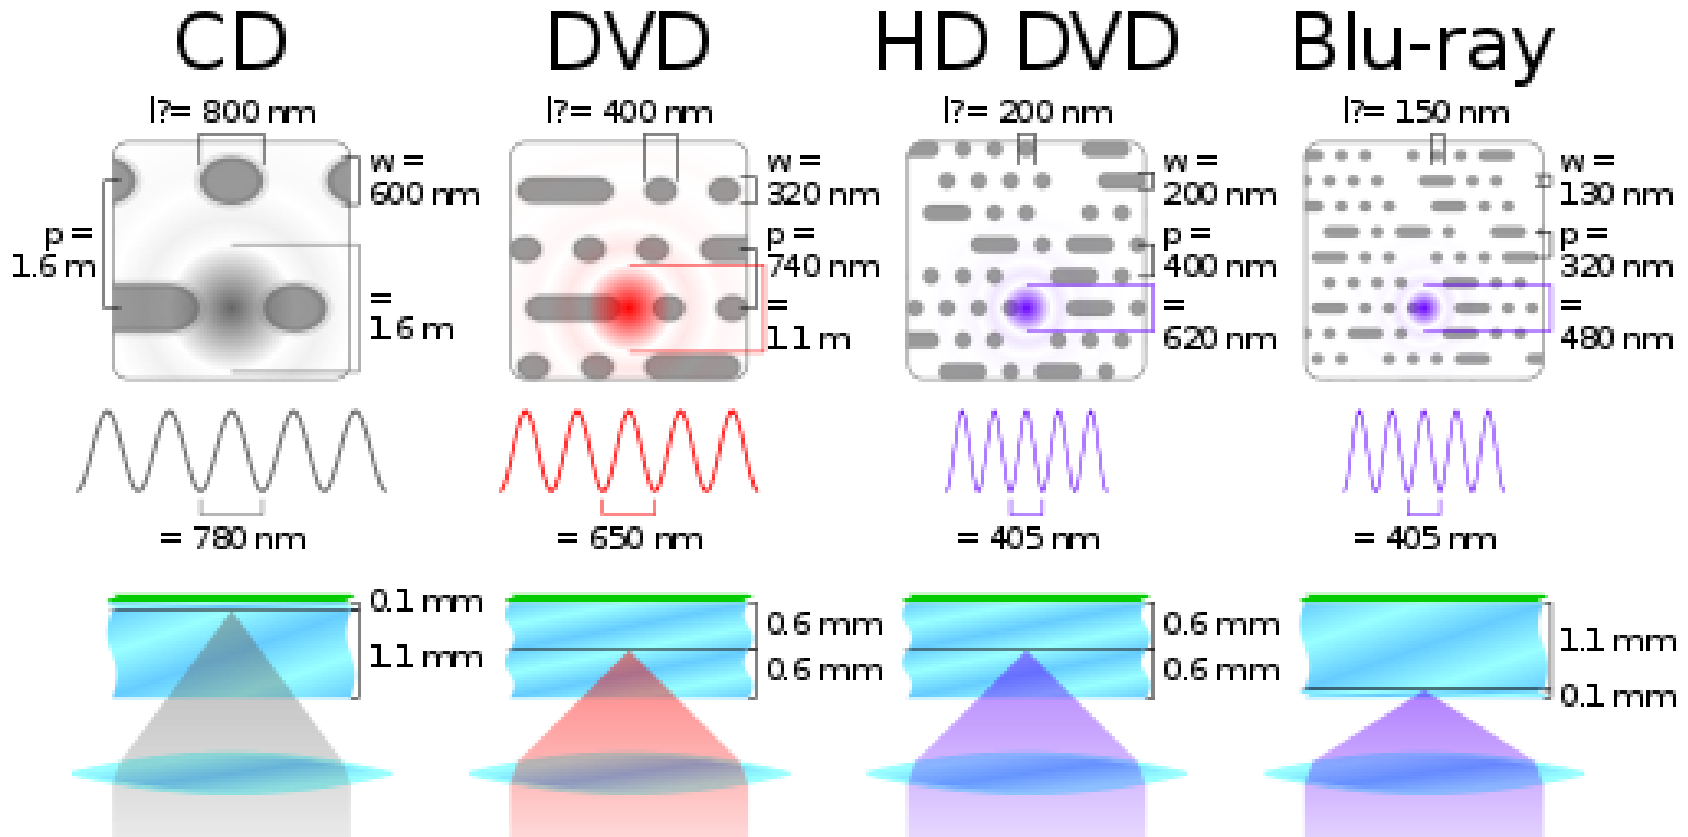 CD
l?= 800 nm
w =
600 nm
p =
1.6 m
=
1.6 m
= 780 nm
0.1 mm
1.1 mm
DVD
l?= 400 nm
w =
320 nm
p =
740 nm
=
1.1 m
= 650 nm
0.6 mm
0.6 mm
HD DVD
l?= 200 nm
w =
200 nm
p =
400 nm
=
620 nm
= 405 nm
0.6 mm
0.6 mm
Blu-ray
l?= 150 nm
w =
130 nm
p =
320 nm
=
480 nm
= 405 nm
1.1 mm
0.1 mm